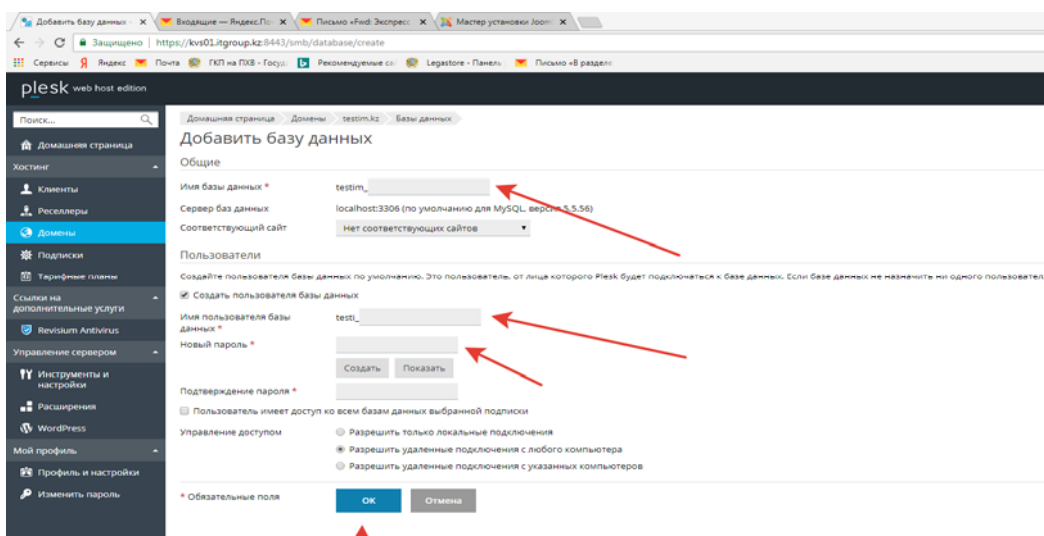 Добавить базу данных -
Входящие — Яндекс.По
Письмо «Fwd: Экспресс
Мастер установки Joom
Защищено https://kvs01.itgroup.kz:8443/smb/database/create
Сервисы Яндекс Почта ГКП на ПХВ - Госу Рекомендуемые са Legastore - Панель Письмо «В разделе
plesk web host edition
Поиск...
Домашняя страница
Хостинг
Клиенты
Реселлеры
Домены
Подписки
Тарифные планы
Ссылки на
дополнительные услуги
Revisium Antivirus
Управление сервером
Инструменты и
настройки
Расширения
WordPress
Мой профиль
Профиль и настройки
Изменить пароль
Домашняя страница Домены testim.kz Базы данных
Добавить базу данных
Общие
Имя базы данных * testim_
Сервер баз данных localhost:3306 (по умолчанию для MySQL, версия 5.5.56)
Соответствующий сайт Нет соответствующих сайтов
Пользователи
Создайте пользователя базы данных по умолчанию. Это пользователь, от лица которого Plesk будет подключаться к базе данных. Если базе данных не назначить ни одного пользовател
Создать пользователя базы данных
Имя пользователя базы testi_
данных *
Новый пароль *
Создать Показать
Подтверждение пароля *
Пользователь имеет доступ ко всем базам данных выбранной подписки
Управление доступом Разрешить только локальные подключения
Разрешить удаленные подключения с любого компьютера
Разрешить удаленные подключения с указанных компьютеров
* Обязательные поля OK Отмена